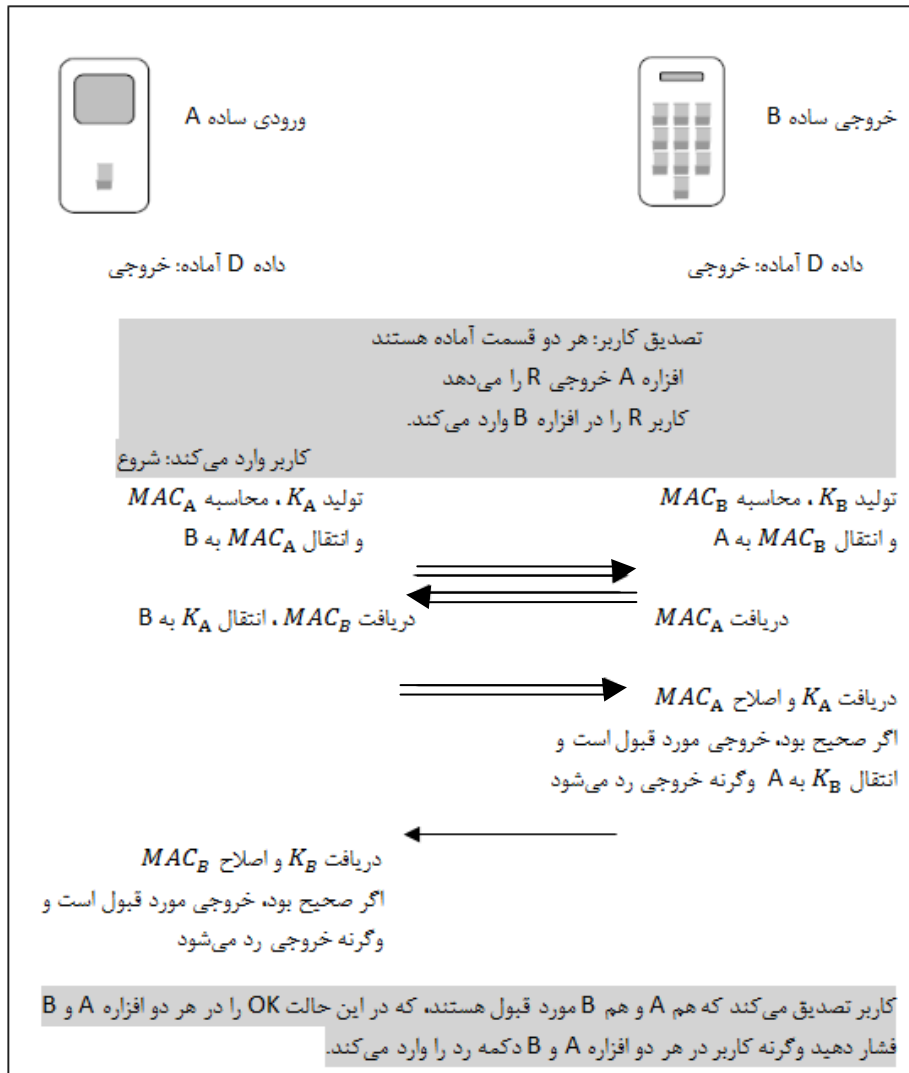 خروجی ساده B
ورودی ساده A
داده D آماده: خروجی
داده D آماده: خروجی
تصدیق کاربر: هر دو قسمت آماده هستند
افزاره A خروجی R را می‌دهد
کاربر R را در افزاره B وارد می‌کند.
کاربر وارد می‌کند: شروع
تولید K_B ، محاسبه MAC_B
و انتقال MAC_B به A
تولید K_A ، محاسبه MAC_A
و انتقال MAC_A به B
دریافت MAC_A
دریافت MAC_B ، انتقال K_A به B
دریافت K_A و اصلاح MAC_A
اگر صحیح بود، خروجی مورد قبول است و
انتقال K_B به A وگرنه خروجی رد می‌شود
دریافت K_B و اصلاح MAC_B
اگر صحیح بود، خروجی مورد قبول است و
وگرنه خروجی رد می‌شود
کاربر تصدیق می‌کند که هم A و هم B مورد قبول هستند، که در این حالت OK را در هر دو افزاره A و B
فشار دهید وگرنه کاربر در هر دو افزاره A و B دکمه رد را وارد می‌کند.